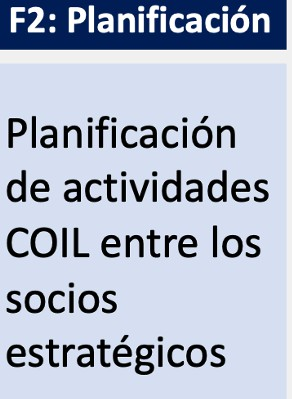 F2: Planificación
Planificación
de actividades
COIL entre los
socios
estratégicos